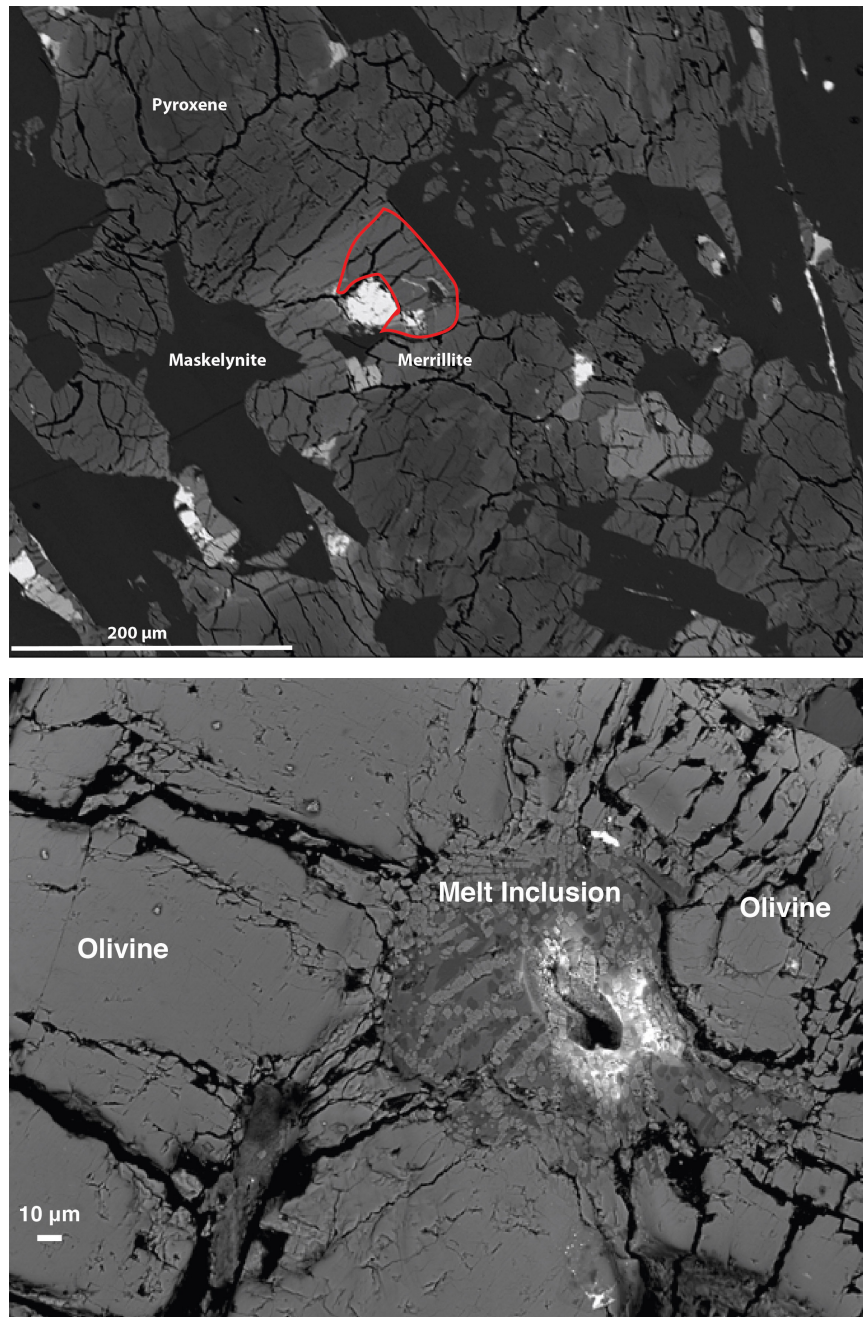 Pyroxene
Maskelynite
Merrillite
200 µm
Melt Inclusion
Olivine
Olivine
10 µm